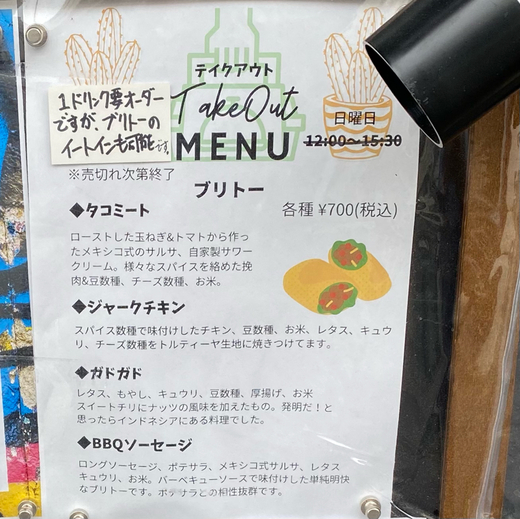 テイクアウト
TakeOut
MENU
1ドリンク要オーダー
ですが、ブリトーの
イートインも可能です。
日曜日
12:00〜15:30
※売切れ次第終了
ブリトー
◆タコミート 各種 ¥700(税込)
ローストした玉ねぎ&トマトから作っ
たメキシコ式のサルサ、自家製サワー
クリーム。様々なスパイスを絡めた挽
肉&豆数種、チーズ数種、お米。
◆ジャークチキン
スパイス数種で味付けしたチキン、豆数種、お米、レタス、キュウ
リ、チーズ数種をトルティーヤ生地に焼きつけてます。
◆ガドガド
レタス、もやし、キュウリ、豆数種、厚揚げ、お米
スイートチリにナッツの風味を加えたもの。発明だ!と
思ったらインドネシアにある料理でした。
◆BBQソーセージ
ロングソーセージ、ポテサラ、メキシコ式サルサ、レタス
キュウリ、お米。バーベキューソースで味付けした単純明快
なブリトーです。ポテサラとの相性抜群です。